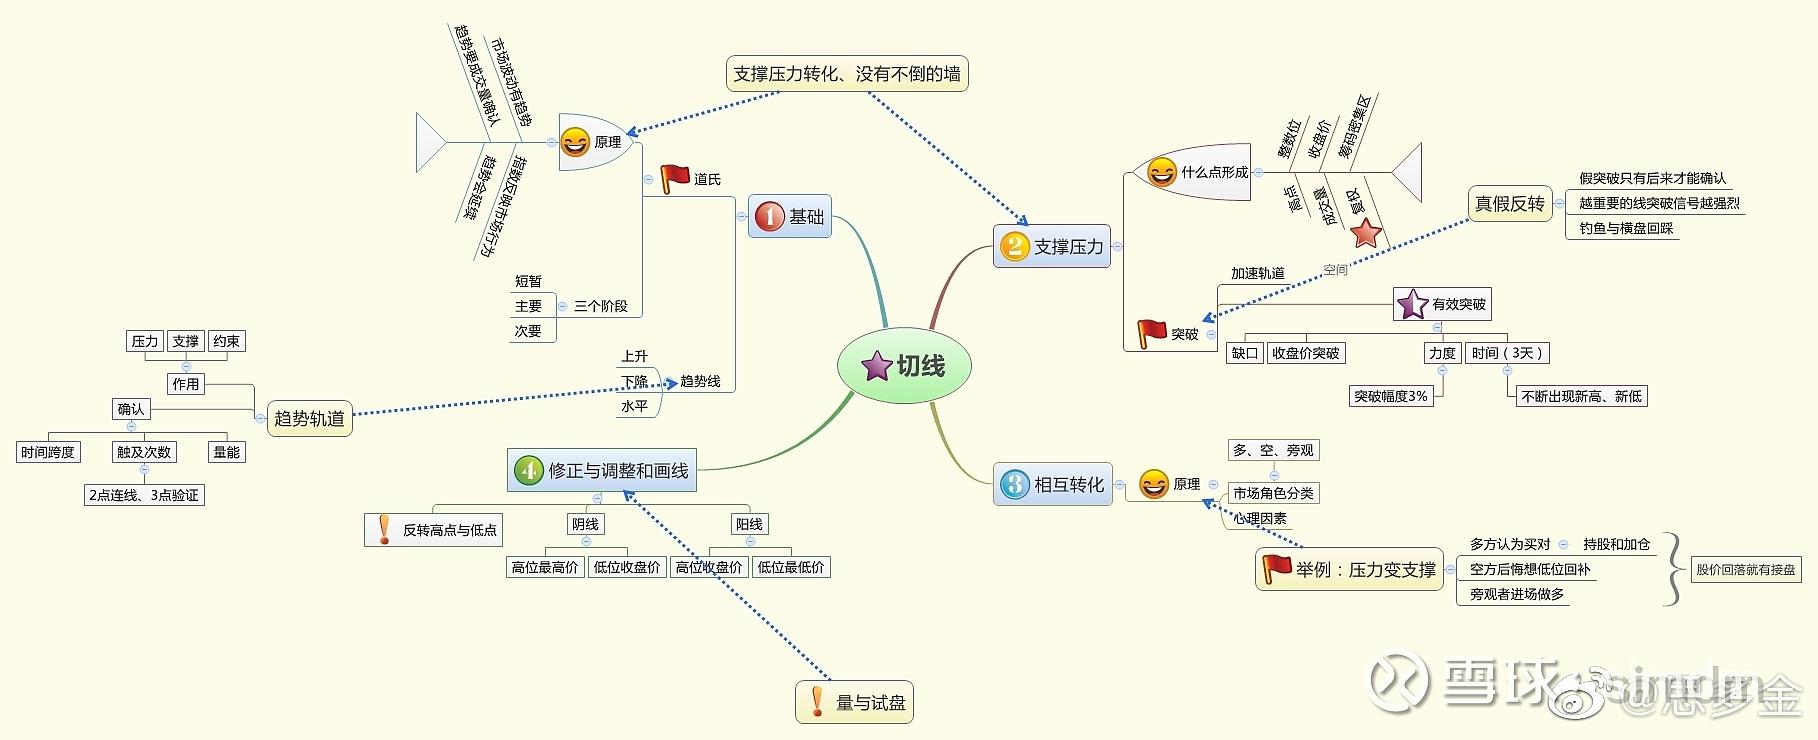 支撑压力转化、没有不倒的墙
切线
1 基础
道氏
原理
市场波动有趋势
趋势要成交量确认
指数反映市场行为
趋势会延续
三个阶段
短暂
主要
次要
趋势线
上升
下降
水平
趋势轨道
作用
压力
支撑
约束
确认
时间跨度
触及次数
量能
2点连线、3点验证
2 支撑压力
什么点形成
整数位
收盘价
筹码密集区
高点
成交量
复权
突破
加速轨道
空间
有效突破
缺口
收盘价突破
力度
时间（3天）
突破幅度3%
不断出现新高、新低
真假反转
假突破只有后来才能确认
越重要的线突破信号越强烈
钓鱼与横盘回踩
3 相互转化
原理
多、空、旁观
市场角色分类
心理因素
举例：压力变支撑
多方认为买对
持股和加仓
空方后悔想低位回补
旁观者进场做多
股价回落就有接盘
4 修正与调整和画线
反转高点与低点
阴线
高位最高价
低位收盘价
阳线
高位收盘价
低位最低价
量与试盘
雪球：simdm
@思多金